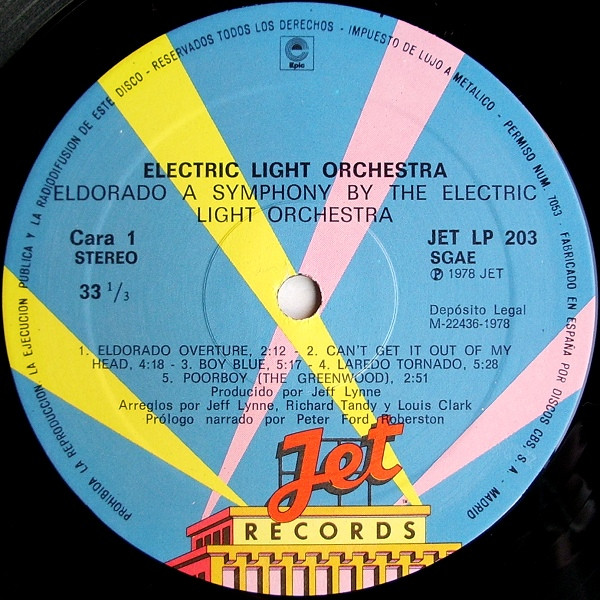 PROHIBIDA LA REPRODUCCION, LA EJECUCION PUBLICA Y LA RADIODIFUSION DE ESTE DISCO - RESERVADOS TODOS LOS DERECHOS - IMPUESTO DE LUJO A METALICO - PERMISO NUM. 7053 - FABRICADO EN ESPAÑA POR DISCOS CBS, S. A. - MADRID
e
Epic
ELECTRIC LIGHT ORCHESTRA
ELDORADO A SYMPHONY BY THE ELECTRIC
LIGHT ORCHESTRA
Cara 1
STEREO
33 1/3
JET LP 203
SGAE
Ⓟ 1978 JET
Depósito Legal
M-22436-1978
1. ELDORADO OVERTURE, 2:12 - 2. CAN'T GET IT OUT OF MY
HEAD, 4:18 - 3. BOY BLUE, 5:17 - 4. LAREDO TORNADO, 5:28
5. POORBOY (THE GREENWOOD), 2:51
Producido por Jeff Lynne
Arreglos por Jeff Lynne, Richard Tandy y Louis Clark
Prólogo narrado por Peter Ford Roberston
Jet
RECORDS